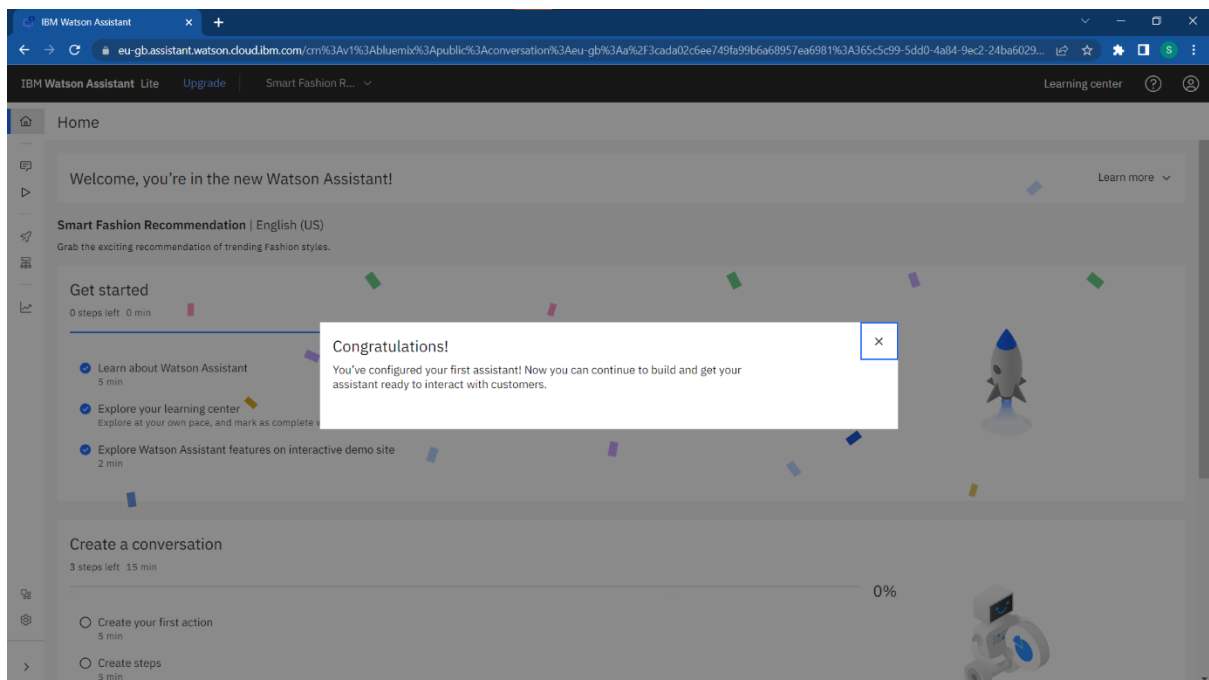 IBM Watson Assistant
eu-gb.assistant.watson.cloud.ibm.com/crn%3Av1%3Abluemix%3Apublic%3Aconversation%3Aeu-gb%3Aa%2F3cada02c6ee749fa99b6a68957ea6981%3A365c5c99-5dd0-4a84-9ec2-24ba6029...
S
IBM Watson Assistant Lite Upgrade Smart Fashion R... Learning center
Home
Welcome, you're in the new Watson Assistant! Learn more
Smart Fashion Recommendation | English (US)
Grab the exciting recommendation of trending Fashion styles.
Get started
0 steps left 0 min
Congratulations!
You've configured your first assistant! Now you can continue to build and get your
assistant ready to interact with customers.
Learn about Watson Assistant
5 min
Explore your learning center
Explore at your own pace, and mark as complete
Explore Watson Assistant features on interactive demo site
2 min
Create a conversation
3 steps left 15 min
0%
Create your first action
5 min
Create steps
5 min